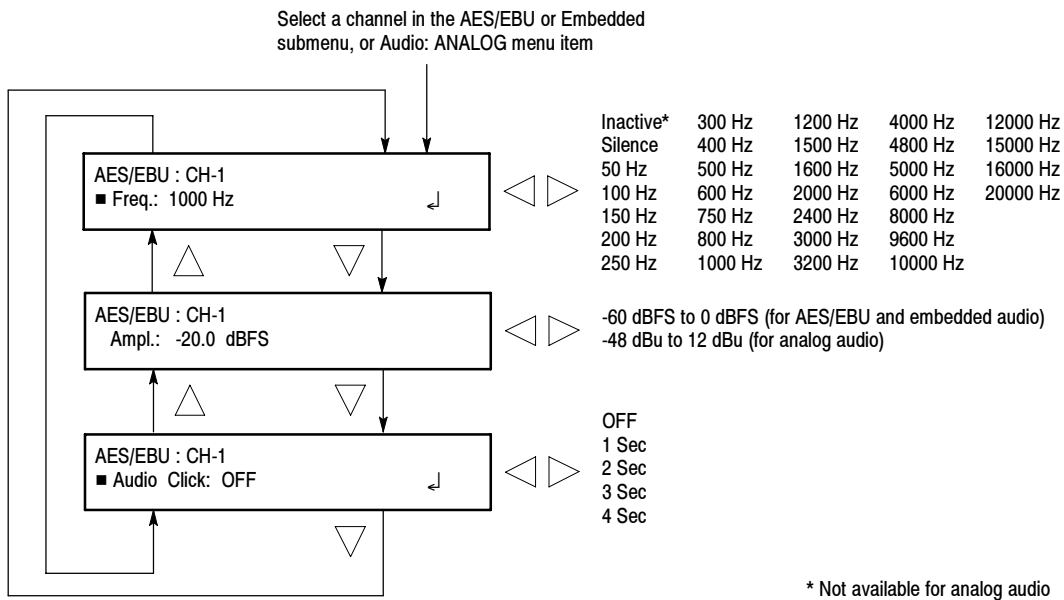 Select a channel in the AES/EBU or Embedded
submenu, or Audio: ANALOG menu item
AES/EBU : CH-1
■ Freq.: 1000 Hz
Inactive* 300 Hz 1200 Hz 4000 Hz 12000 Hz
Silence 400 Hz 1500 Hz 4800 Hz 15000 Hz
50 Hz 500 Hz 1600 Hz 5000 Hz 16000 Hz
100 Hz 600 Hz 2000 Hz 6000 Hz 20000 Hz
150 Hz 750 Hz 2400 Hz 8000 Hz
200 Hz 800 Hz 3000 Hz 9600 Hz
250 Hz 1000 Hz 3200 Hz 10000 Hz
AES/EBU : CH-1
Ampl.: -20.0 dBFS
-60 dBFS to 0 dBFS (for AES/EBU and embedded audio)
-48 dBu to 12 dBu (for analog audio)
AES/EBU : CH-1
■ Audio Click: OFF
OFF
1 Sec
2 Sec
3 Sec
4 Sec
* Not available for analog audio